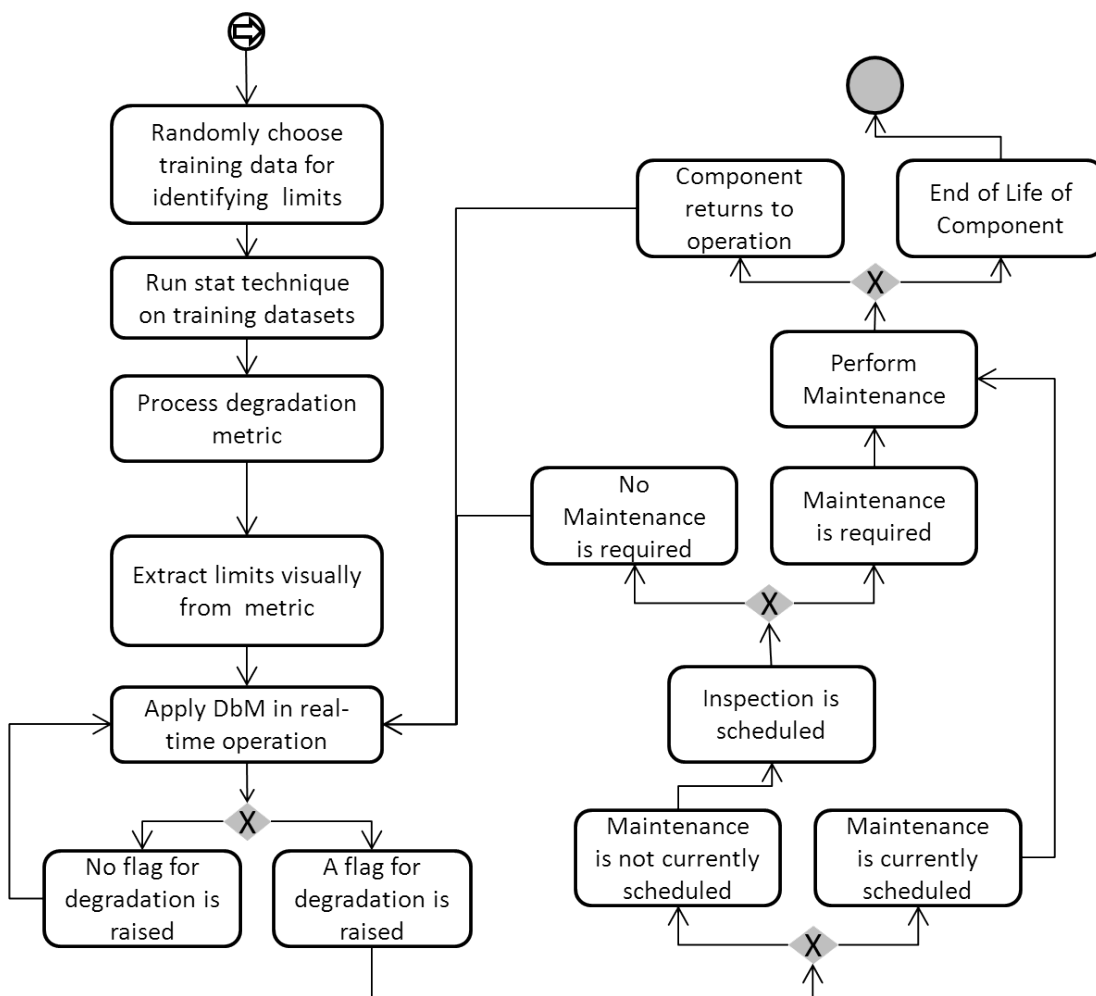 Randomly choose
training data for
identifying limits
Run stat technique
on training datasets
Process degradation
metric
Extract limits visually
from metric
Apply DbM in real-
time operation
X
No flag for
degradation is
raised
A flag for
degradation is
raised
Component
returns to
operation
End of Life of
Component
X
Perform
Maintenance
No
Maintenance
is required
Maintenance
is required
X
Inspection is
scheduled
Maintenance
is not currently
scheduled
Maintenance
is currently
scheduled
X